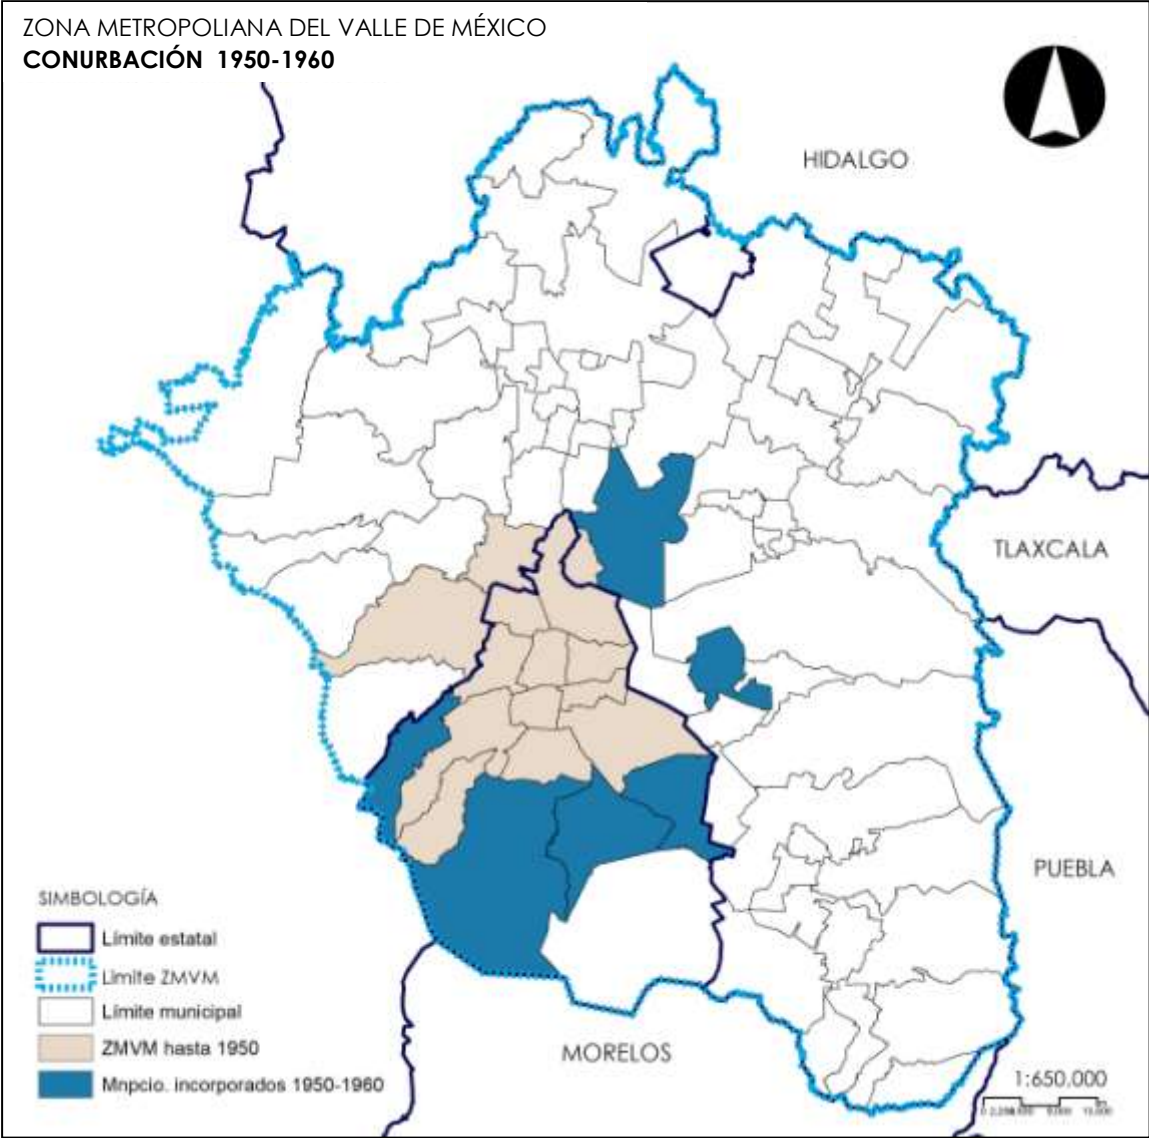 ZONA METROPOLIANA DEL VALLE DE MÉXICO
CONURBACIÓN 1950-1960
HIDALGO
TLAXCALA
PUEBLA
MORELOS
SIMBOLOGÍA
Límite estatal
Límite ZMVM
Límite municipal
ZMVM hasta 1950
Mnpcio. incorporados 1950-1960
1:650,000